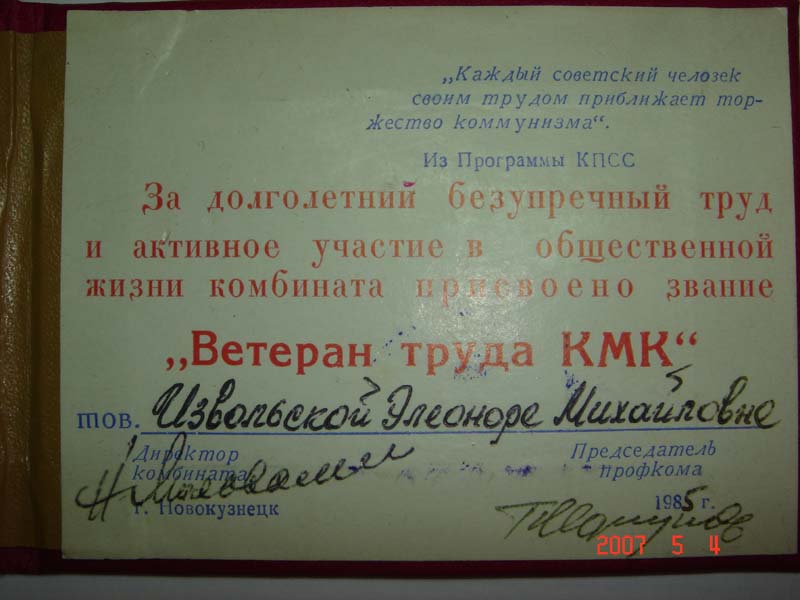 „Каждый советский человек
своим трудом приближает тор-
жество коммунизма“.
Из Программы КПСС
За долголетний безупречный труд
и активное участие в общественной
жизни комбината присвоено звание
„Ветеран труда КМК“
тов. Извольской Элеоноре Михайловне
Директор
комбината
Председатель
профкома
г. Новокузнецк
1985 г.
2007 5 4